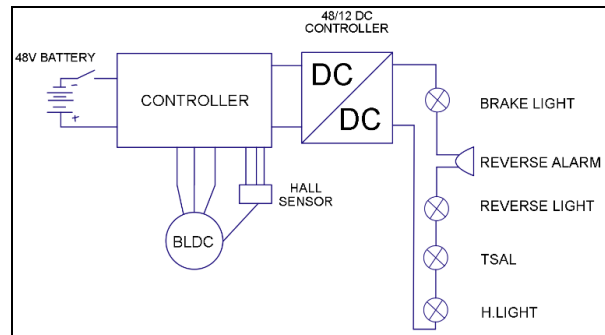 48/12 DC
CONTROLLER
48V BATTERY
-
+
CONTROLLER
DC
DC
BRAKE LIGHT
REVERSE ALARM
HALL
SENSOR
REVERSE LIGHT
BLDC
TSAL
H.LIGHT